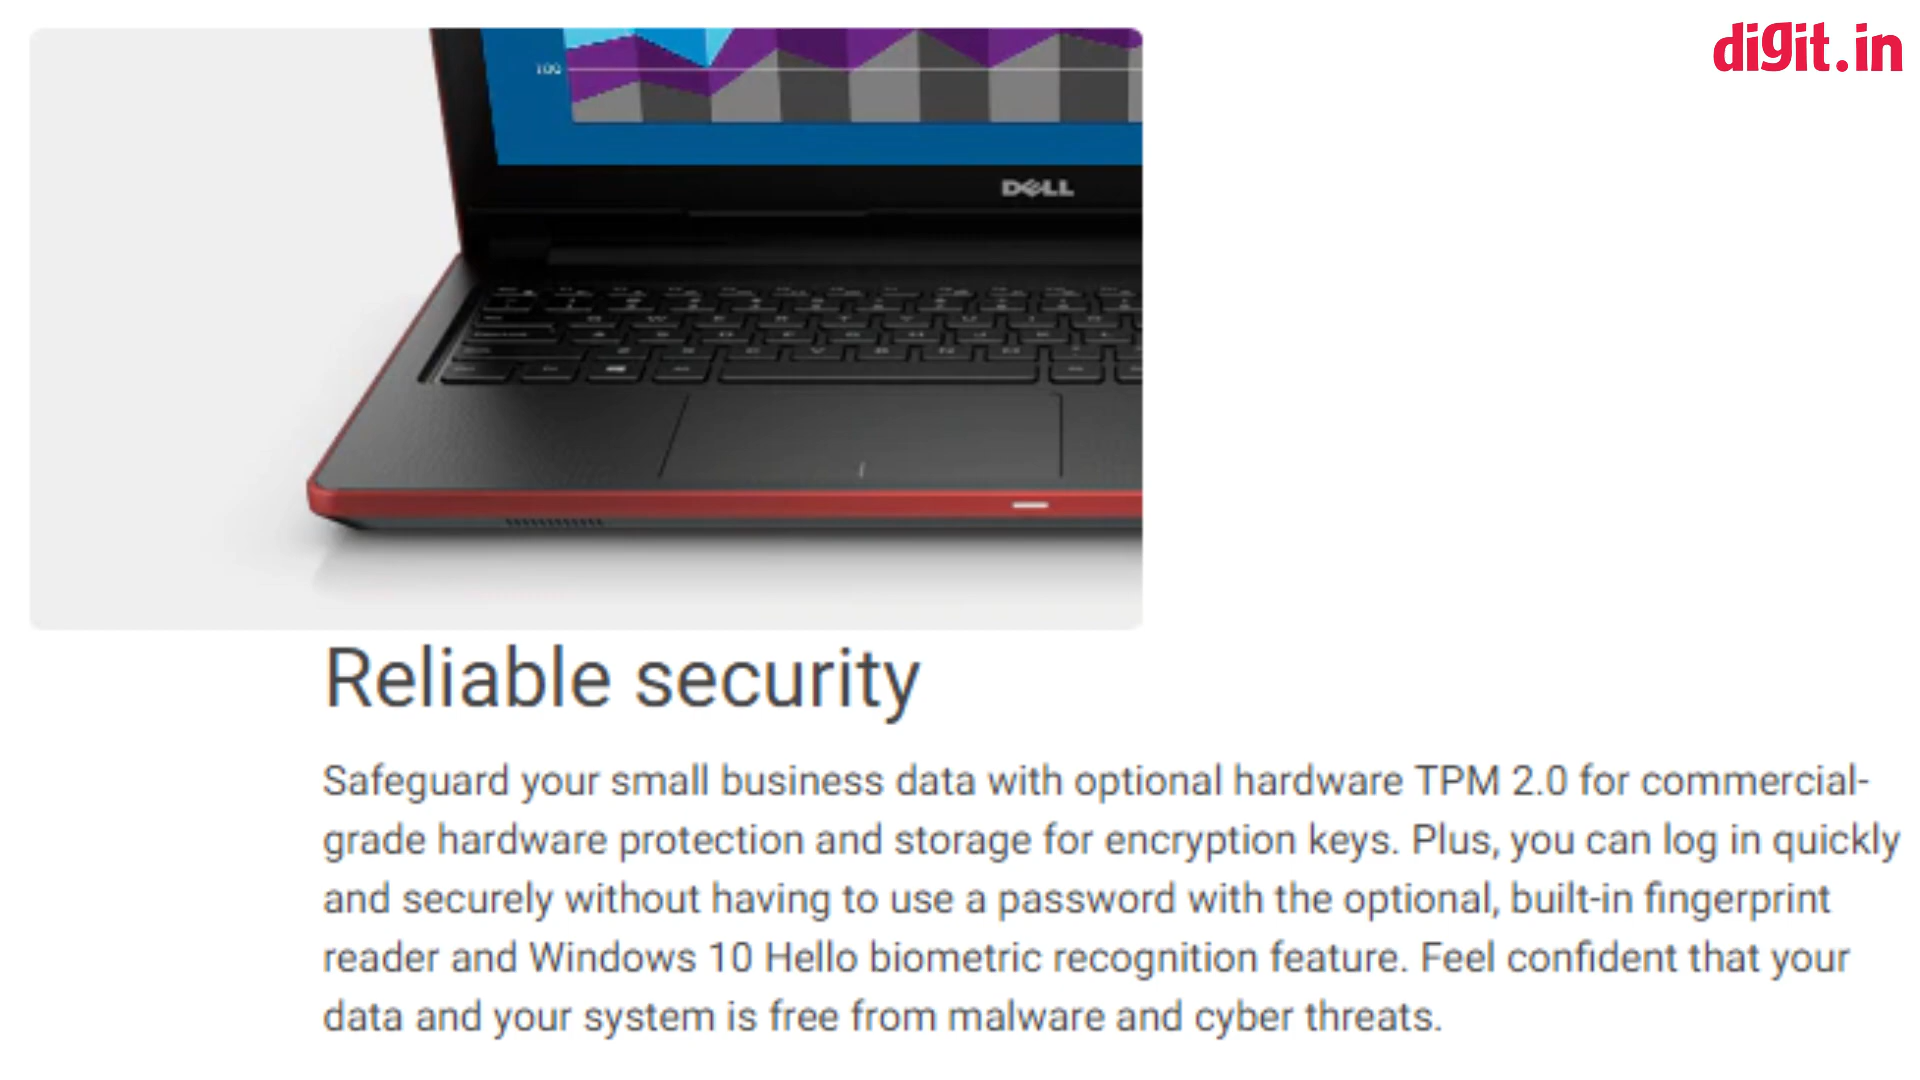 digit.in
100
DELL
Reliable security
Safeguard your small business data with optional hardware TPM 2.0 for commercial-
grade hardware protection and storage for encryption keys. Plus, you can log in quickly
and securely without having to use a password with the optional, built-in fingerprint
reader and Windows 10 Hello biometric recognition feature. Feel confident that your
data and your system is free from malware and cyber threats.